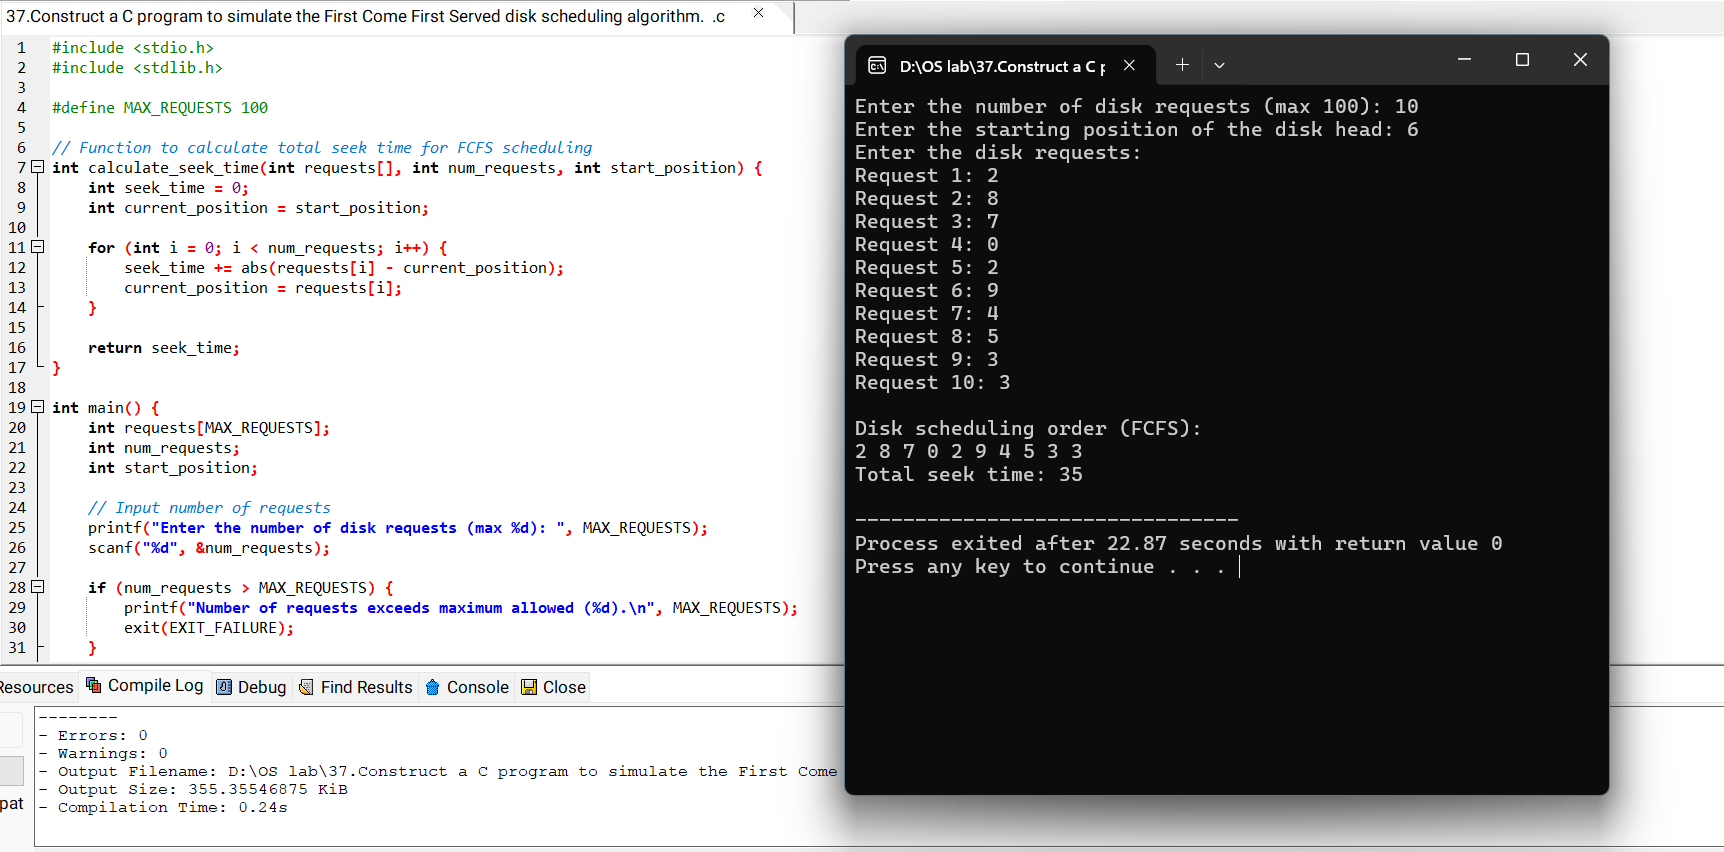 37.Construct a C program to simulate the First Come First Served disk scheduling algorithm. .c
1 #include <stdio.h>
2 #include <stdlib.h>
3
4 #define MAX_REQUESTS 100
5
6 // Function to calculate total seek time for FCFS scheduling
7 int calculate_seek_time(int requests[], int num_requests, int start_position) {
8 int seek_time = 0;
9 int current_position = start_position;
10
11 for (int i = 0; i < num_requests; i++) {
12 seek_time += abs(requests[i] - current_position);
13 current_position = requests[i];
14 }
15
16 return seek_time;
17 }
18
19 int main() {
20 int requests[MAX_REQUESTS];
21 int num_requests;
22 int start_position;
23
24 // Input number of requests
25 printf("Enter the number of disk requests (max %d): ", MAX_REQUESTS);
26 scanf("%d", &num_requests);
27
28 if (num_requests > MAX_REQUESTS) {
29 printf("Number of requests exceeds maximum allowed (%d).\n", MAX_REQUESTS);
30 exit(EXIT_FAILURE);
31 }
D:\OS lab\37.Construct a C p
Enter the number of disk requests (max 100): 10
Enter the starting position of the disk head: 6
Enter the disk requests:
Request 1: 2
Request 2: 8
Request 3: 7
Request 4: 0
Request 5: 2
Request 6: 9
Request 7: 4
Request 8: 5
Request 9: 3
Request 10: 3
Disk scheduling order (FCFS):
2 8 7 0 2 9 4 5 3 3
Total seek time: 35
--------------------------------
Process exited after 22.87 seconds with return value 0
Press any key to continue . . .
Resources Compile Log Debug Find Results Console Close
--------
- Errors: 0
- Warnings: 0
- Output Filename: D:\OS lab\37.Construct a C program to simulate the First Come
- Output Size: 355.35546875 KiB
- Compilation Time: 0.24s
pat